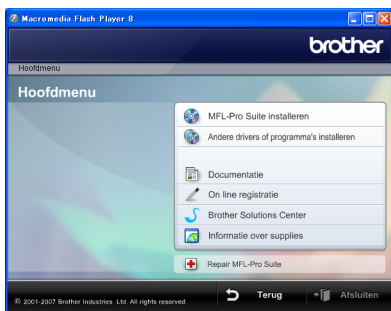 Macromedia Flash Player 8
brother
Hoofdmenu
Hoofdmenu
MFL-Pro Suite installeren
Andere drivers of programma's installeren
Documentatie
On line registratie
Brother Solutions Center
Informatie over supplies
Repair MFL-Pro Suite
© 2001-2007 Brother Industries Ltd. All rights reserved
Terug
Afsluiten